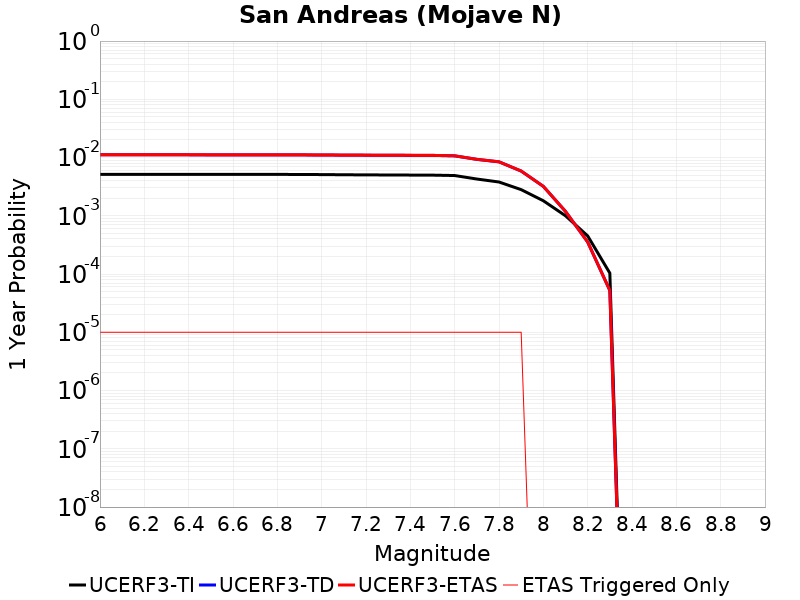 San Andreas (Mojave N)
10^0
10^-1
10^-2
10^-3
10^-4
10^-5
10^-6
10^-7
10^-8
1 Year Probability
6 6.2 6.4 6.6 6.8 7 7.2 7.4 7.6 7.8 8 8.2 8.4 8.6 8.8 9
Magnitude
UCERF3-TI UCERF3-TD UCERF3-ETAS ETAS Triggered Only